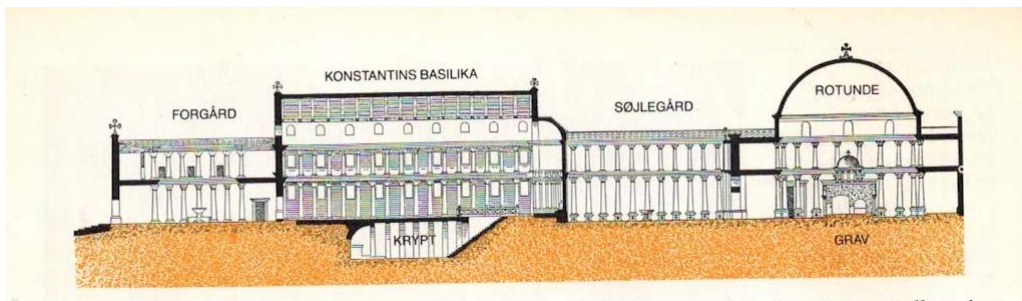 KONSTANTINS BASILIKA
FORGÅRD
SØJLEGÅRD
ROTUNDE
KRYPT
GRAV